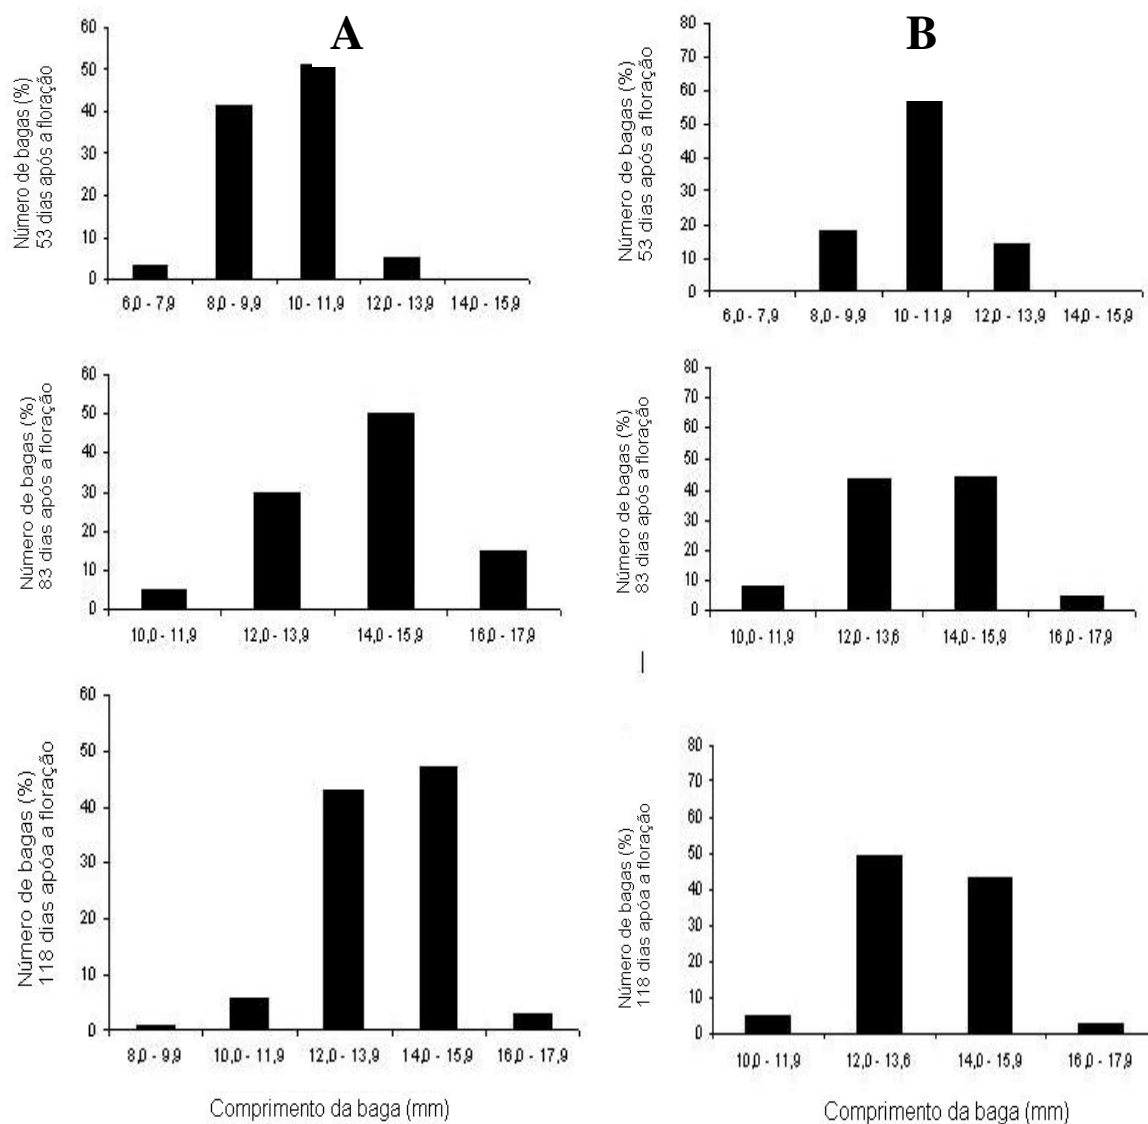 A
Número de bagas (%)
53 dias após a floração
60
50
40
30
20
10
0
6,0 - 7,9 8,0 - 9,9 10 - 11,9 12,0 - 13,9 14,0 - 15,9
B
Número de bagas (%)
53 dias após a floração
80
70
60
50
40
30
20
10
0
6,0 - 7,9 8,0 - 9,9 10 - 11,9 12,0 - 13,9 14,0 - 15,9
Número de bagas (%)
83 dias após a floração
60
50
40
30
20
10
0
10,0 - 11,9 12,0 - 13,9 14,0 - 15,9 16,0 - 17,9
Número de bagas (%)
83 dias após a floração
80
70
60
50
40
30
20
10
0
10,0 - 11,9 12,0 - 13,6 14,0 - 15,9 16,0 - 17,9
Número de bagas (%)
118 dias apóa a floração
60
50
40
30
20
10
0
8,0 - 9,9 10,0 - 11,9 12,0 - 13,9 14,0 - 15,9 16,0 - 17,9
Comprimento da baga (mm)
Número de bagas (%)
118 dias apóa a floração
80
70
60
50
40
30
20
10
0
10,0 - 11,9 12,0 - 13,6 14,0 - 15,9 16,0 - 17,9
Comprimento da baga (mm)